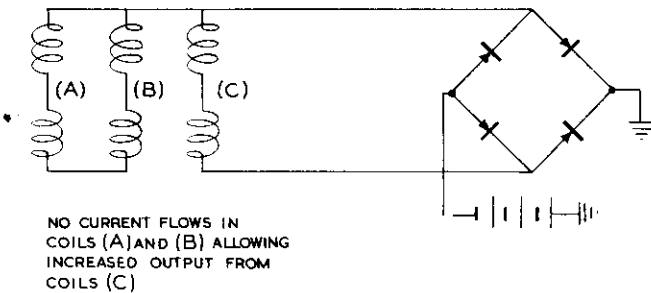 (A)
(B)
(C)
NO CURRENT FLOWS IN
COILS (A) AND (B) ALLOWING
INCREASED OUTPUT FROM
COILS (C)